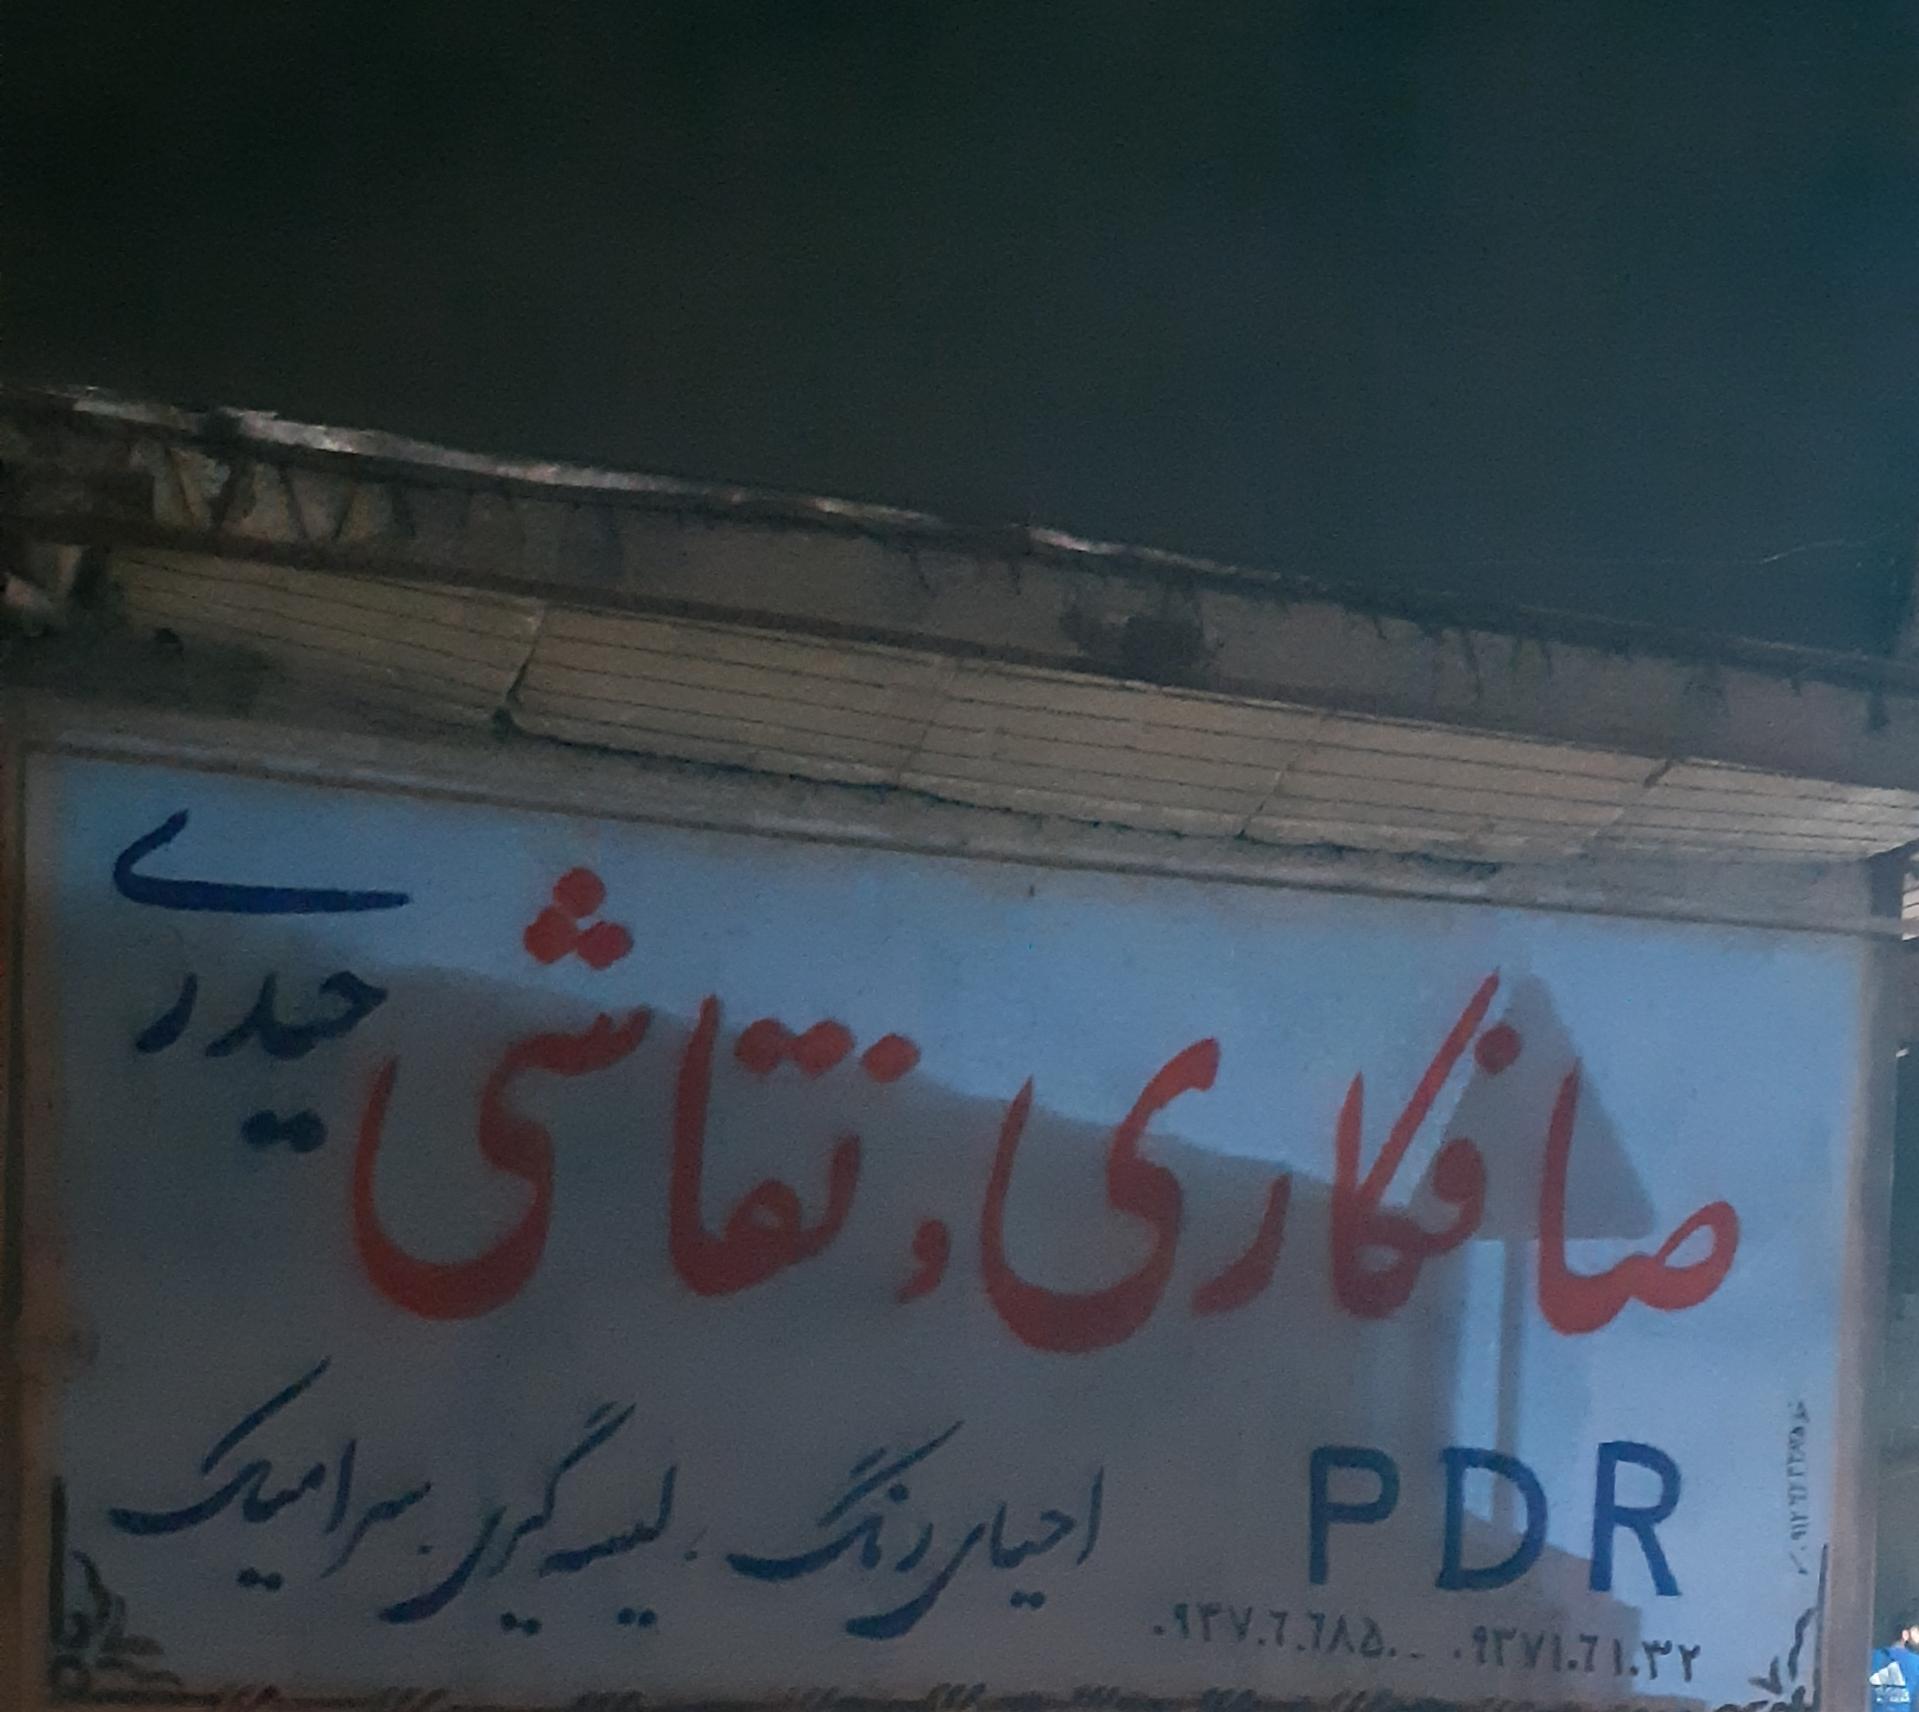 صافکاری و نقاشی حیدری
PDR احیای رنگ، لیسه گیری. سرامیک
۰۹۳۷۰۶۰۶۸۵۰ - ۰۹۳۷۱۰۶۱۰۳۲